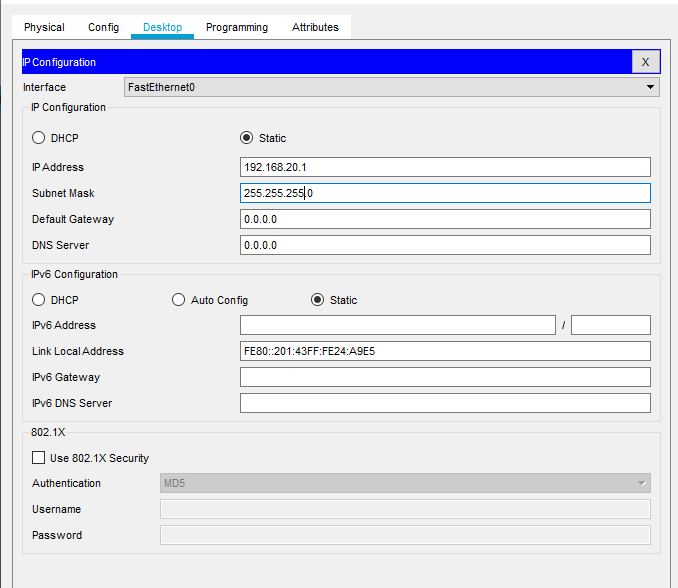 Physical Config Desktop Programming Attributes
IP Configuration X
Interface FastEthernet0
IP Configuration
DHCP Static
IP Address 192.168.20.1
Subnet Mask 255.255.255.0
Default Gateway 0.0.0.0
DNS Server 0.0.0.0
IPv6 Configuration
DHCP Auto Config Static
IPv6 Address /
Link Local Address FE80::201:43FF:FE24:A9E5
IPv6 Gateway
IPv6 DNS Server
802.1X
Use 802.1X Security
Authentication MD5
Username
Password